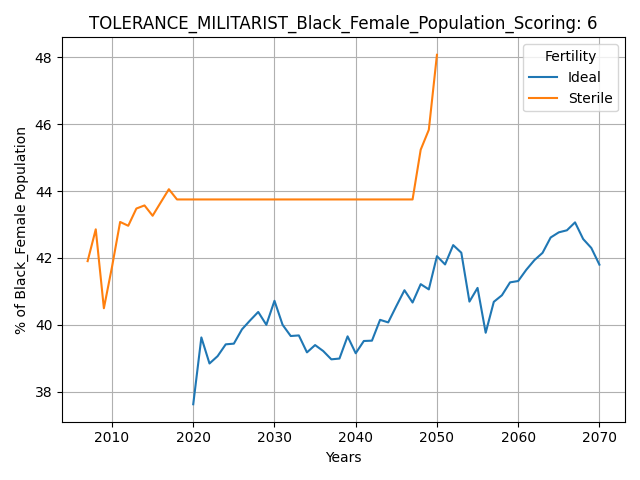 TOLERANCE_MILITARIST_Black_Female_Population_Scoring: 6
% of Black_Female Population
48
46
44
42
40
38
Fertility
Ideal
Sterile
2010 2020 2030 2040 2050 2060 2070
Years